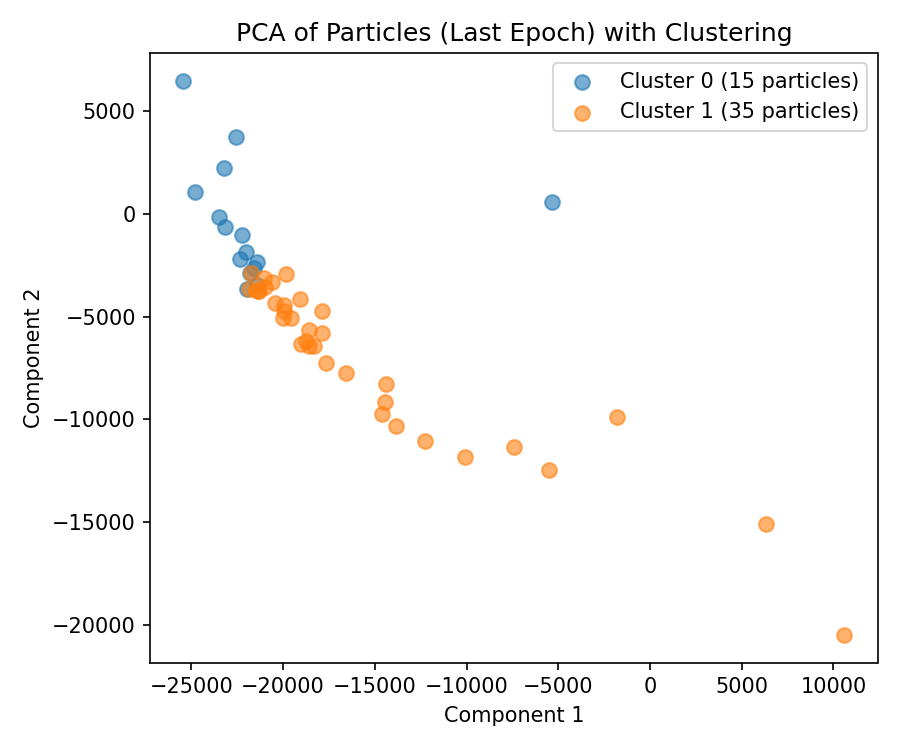 PCA of Particles (Last Epoch) with Clustering
Cluster 0 (15 particles)
Cluster 1 (35 particles)
5000
0
−5000
−10000
−15000
−20000
Component 2
−25000 −20000 −15000 −10000 −5000 0 5000 10000
Component 1